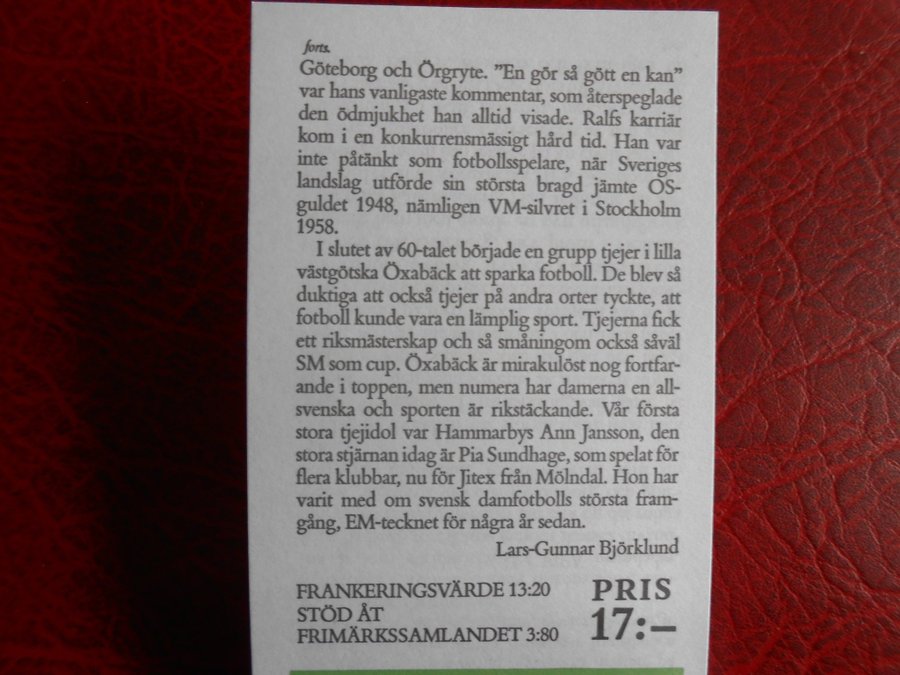 forts.
Göteborg och Örgryte. ”En gör så gött en kan”
var hans vanligaste kommentar, som återspeglade
den ödmjukhet han alltid visade. Ralfs karriär
kom i en konkurrensmässigt hård tid. Han var
inte påtänkt som fotbollsspelare, när Sveriges
landslag utförde sin största bragd jämte OS-
guldet 1948, nämligen VM-silvret i Stockholm
1958.
I slutet av 60-talet började en grupp tjejer i lilla
västgötska Öxabäck att sparka fotboll. De blev så
duktiga att också tjejer på andra orter tyckte, att
fotboll kunde vara en lämplig sport. Tjejerna fick
ett riksmästerskap och så småningom också såväl
SM som cup. Öxabäck är mirakulöst nog fortfar-
ande i toppen, men numera har damerna en all-
svenska och sporten är rikstäckande. Vår första
stora tjejidol var Hammarbys Ann Jansson, den
stora stjärnan idag är Pia Sundhage, som spelat för
flera klubbar, nu för Jitex från Mölndal. Hon har
varit med om svensk damfotbolls största fram-
gång, EM-tecknet för några år sedan.
Lars-Gunnar Björklund
FRANKERINGSVÄRDE 13:20
STÖD ÅT
FRIMÄRKSSAMLANDET 3:80
PRIS
17:–